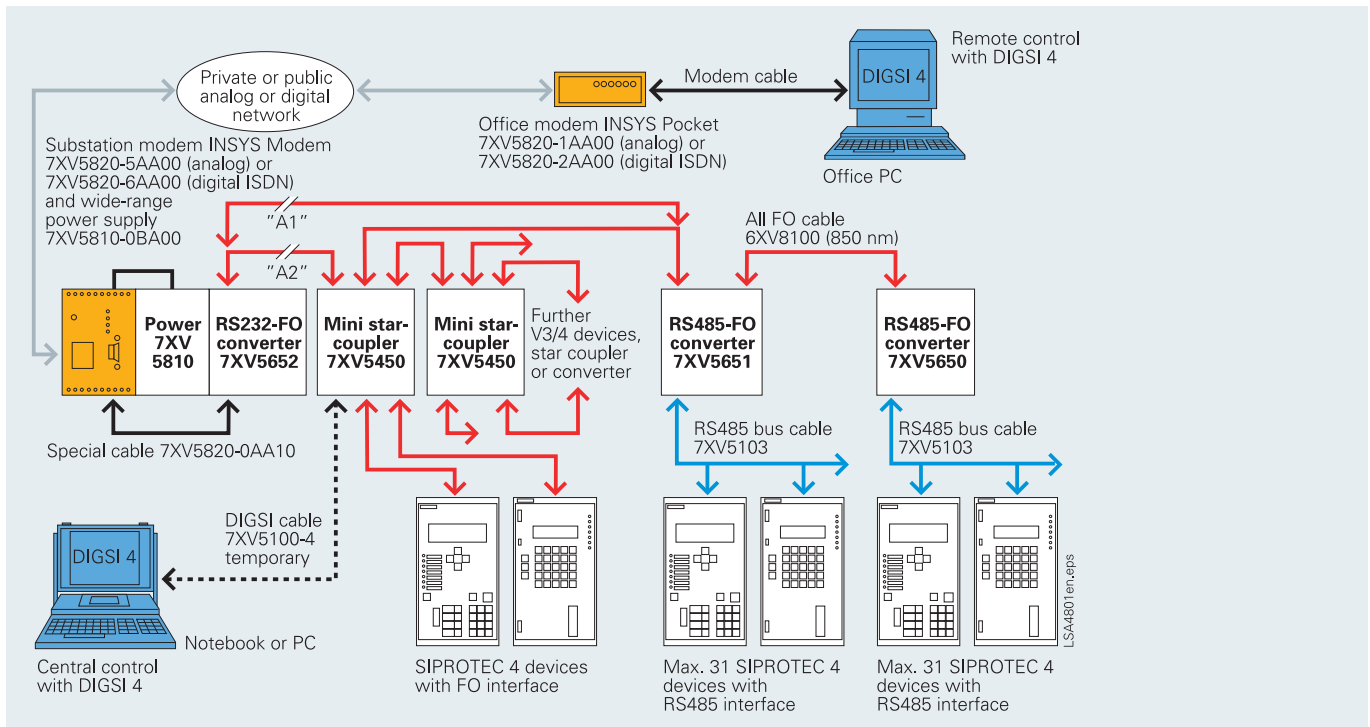 Remote control
with DIGSI 4
DIGSI 4
Modem cable
Private or public
analog or digital
network
Office modem INSYS Pocket
7XV5820-1AA00 (analog) or
7XV5820-2AA00 (digital ISDN)
Office PC
Substation modem INSYS Modem
7XV5820-5AA00 (analog) or
7XV5820-6AA00 (digital ISDN)
and wide-range
power supply
7XV5810-0BA00
"A1"
"A2"
All FO cable
6XV8100 (850 nm)
Power
7XV
5810
RS232-FO
converter
7XV5652
Mini star-
coupler
7XV5450
Mini star-
coupler
7XV5450
Further
V3/4 devices,
star coupler
or converter
RS485-FO
converter
7XV5651
RS485-FO
converter
7XV5650
Special cable 7XV5820-0AA10
RS485 bus cable
7XV5103
RS485 bus cable
7XV5103
DIGSI cable
7XV5100-4
temporary
DIGSI 4
Notebook or PC
Central control
with DIGSI 4
SIPROTEC 4 devices
with FO interface
Max. 31 SIPROTEC 4
devices with
RS485 interface
Max. 31 SIPROTEC 4
devices with
RS485 interface
LSA4801en.eps